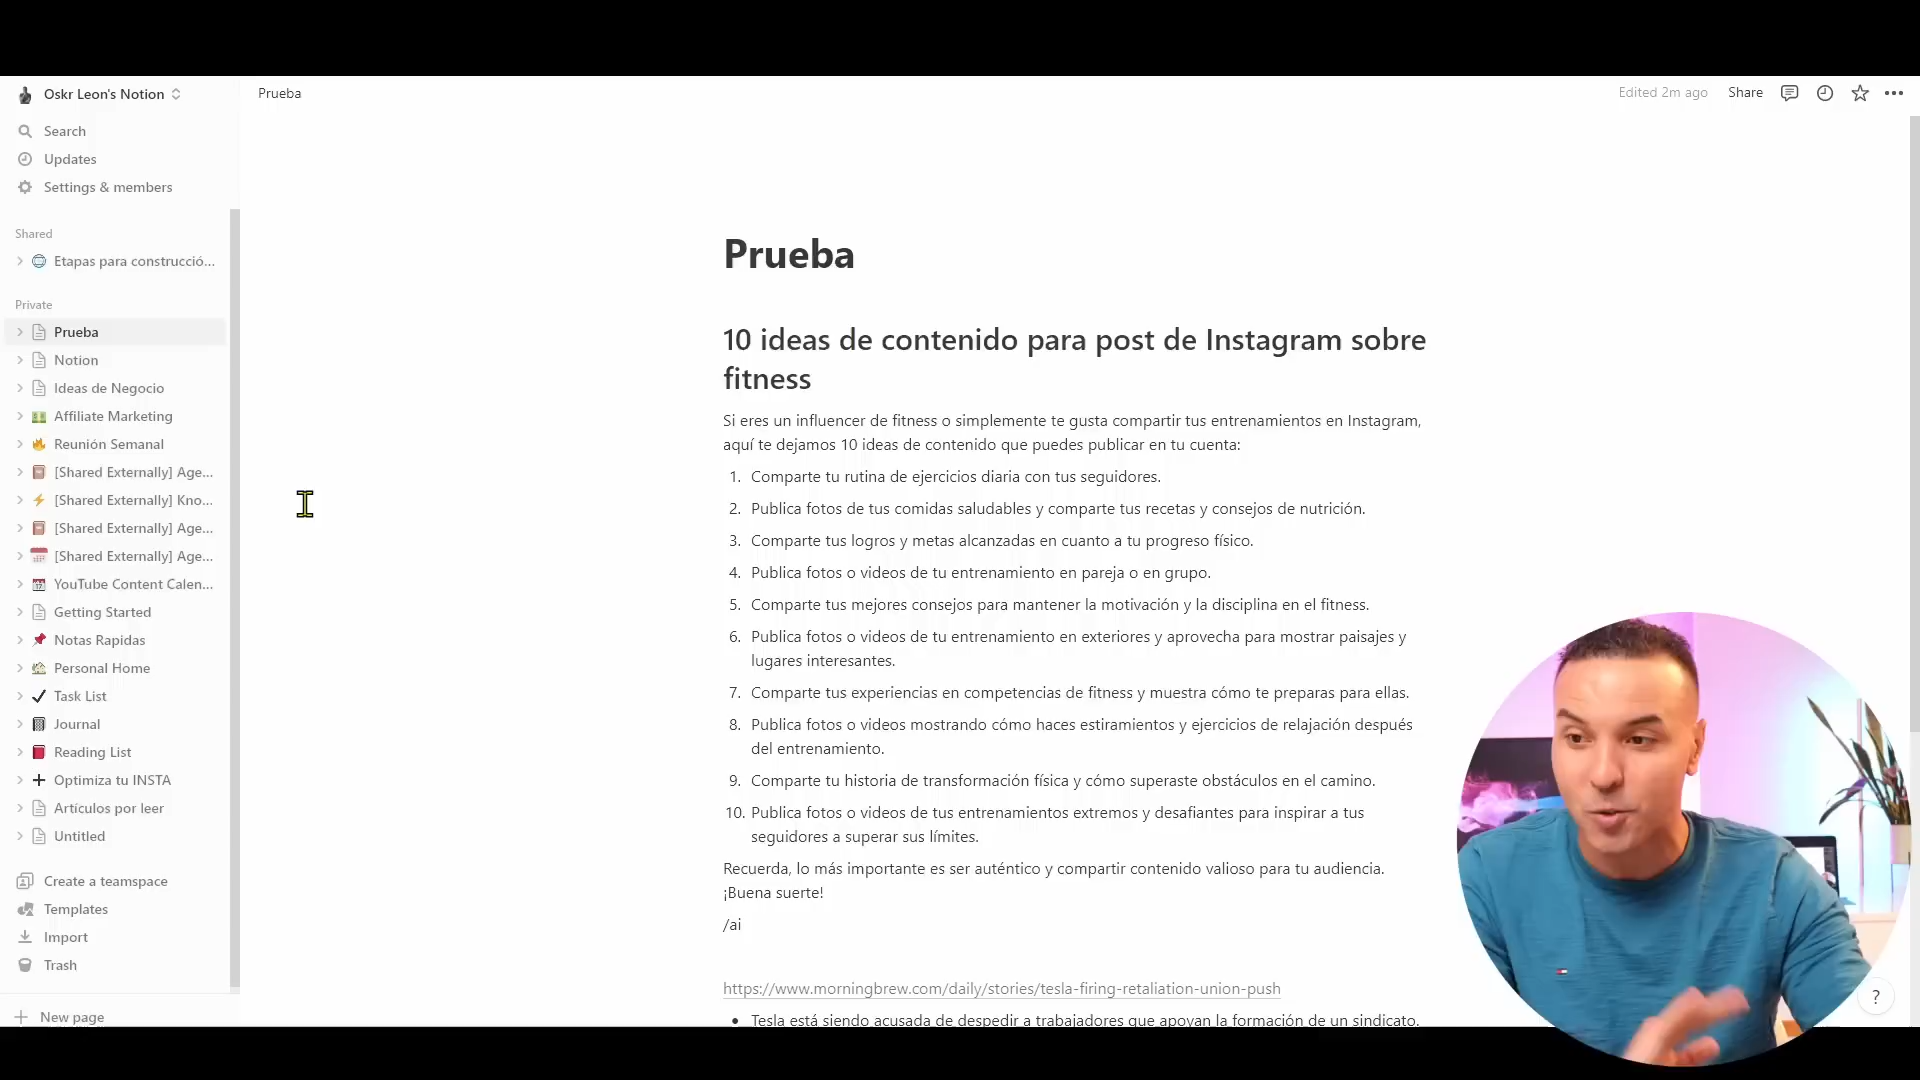 Oskr Leon's Notion
Search
Updates
Settings & members
Shared
Etapas para construcció...
Private
Prueba
Notion
Ideas de Negocio
Affiliate Marketing
Reunión Semanal
[Shared Externally] Age...
[Shared Externally] Kno...
[Shared Externally] Age...
[Shared Externally] Age...
YouTube Content Calen...
Getting Started
Notas Rapidas
Personal Home
Task List
Journal
Reading List
Optimiza tu INSTA
Artículos por leer
Untitled
Create a teamspace
Templates
Import
Trash
New page
Prueba
Edited 2m ago
Share
Prueba
10 ideas de contenido para post de Instagram sobre
fitness
Si eres un influencer de fitness o simplemente te gusta compartir tus entrenamientos en Instagram,
aquí te dejamos 10 ideas de contenido que puedes publicar en tu cuenta:
1. Comparte tu rutina de ejercicios diaria con tus seguidores.
2. Publica fotos de tus comidas saludables y comparte tus recetas y consejos de nutrición.
3. Comparte tus logros y metas alcanzadas en cuanto a tu progreso físico.
4. Publica fotos o videos de tu entrenamiento en pareja o en grupo.
5. Comparte tus mejores consejos para mantener la motivación y la disciplina en el fitness.
6. Publica fotos o videos de tu entrenamiento en exteriores y aprovecha para mostrar paisajes y
lugares interesantes.
7. Comparte tus experiencias en competencias de fitness y muestra cómo te preparas para ellas.
8. Publica fotos o videos mostrando cómo haces estiramientos y ejercicios de relajación después
del entrenamiento.
9. Comparte tu historia de transformación física y cómo superaste obstáculos en el camino.
10. Publica fotos o videos de tus entrenamientos extremos y desafiantes para inspirar a tus
seguidores a superar sus límites.
Recuerda, lo más importante es ser auténtico y compartir contenido valioso para tu audiencia.
¡Buena suerte!
/ai
https://www.morningbrew.com/daily/stories/tesla-firing-retaliation-union-push
• Tesla está siendo acusada de despedir a trabajadores que apoyan la formación de un sindicato.
?